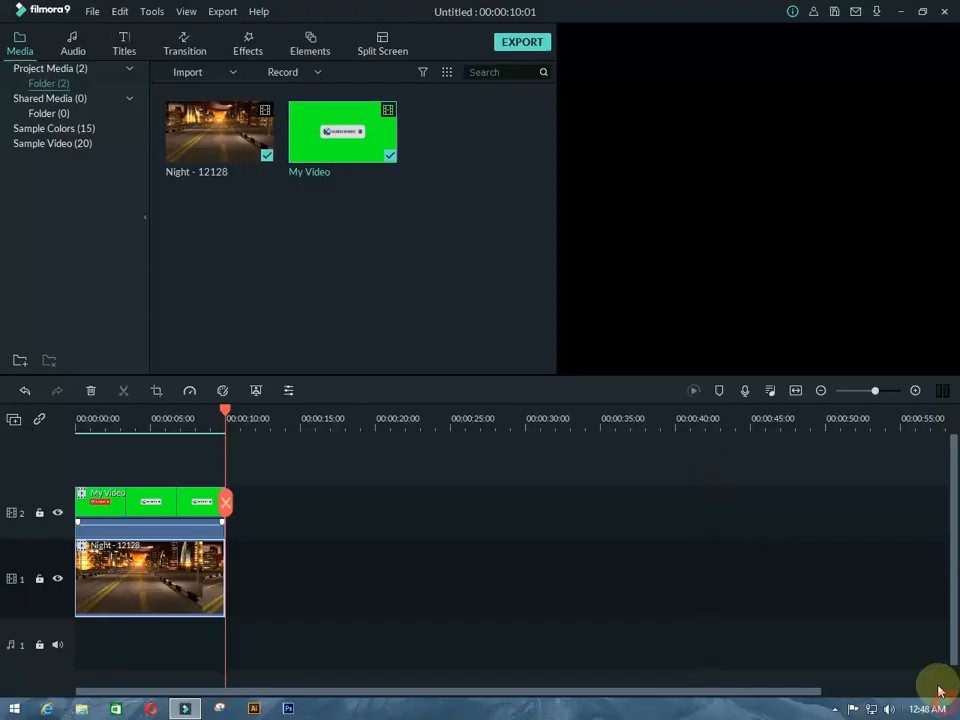 filmora9 File Edit Tools View Export Help Untitled : 00:00:10:01
Media Audio Titles Transition Effects Elements Split Screen EXPORT
Project Media (2)
Folder (2)
Shared Media (0)
Folder (0)
Sample Colors (15)
Sample Video (20)
Import Record Search
Night - 12128 My Video
00:00:00:00 00:00:05:00 00:00:10:00 00:00:15:00 00:00:20:00 00:00:25:00 00:00:30:00 00:00:35:00 00:00:40:00 00:00:45:00 00:00:50:00 00:00:55:00
My Video
2
Night - 12128
1
1
Ai Ps 12:48 AM